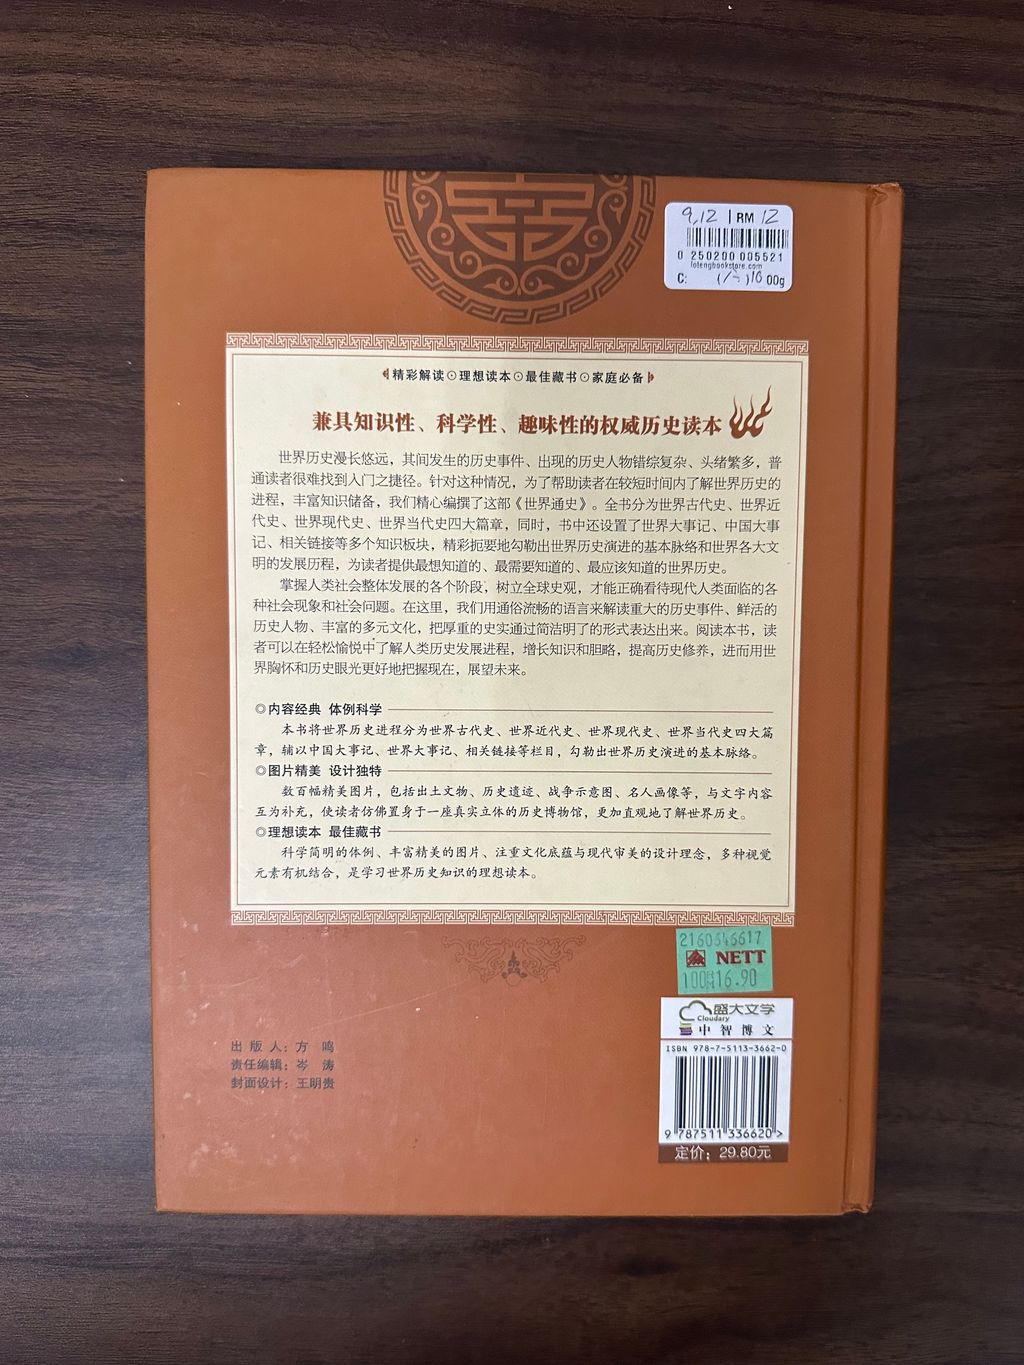 9.12 | RM 12
0 250200 005521
lotengbookstore.com
C: 00g
精彩解读⊙理想读本⊙最佳藏书⊙家庭必备
兼具知识性、科学性、趣味性的权威历史读本
世界历史漫长悠远，其间发生的历史事件、出现的历史人物错综复杂、头绪繁多，普
通读者很难找到入门之捷径。针对这种情况，为了帮助读者在较短时间内了解世界历史的
进程，丰富知识储备，我们精心编撰了这部《世界通史》。全书分为世界古代史、世界近
代史、世界现代史、世界当代史四大篇章，同时，书中还设置了世界大事记、中国大事
记、相关链接等多个知识板块，精彩扼要地勾勒出世界历史演进的基本脉络和世界各大文
明的发展历程，为读者提供最想知道的、最需要知道的、最应该知道的世界历史。
掌握人类社会整体发展的各个阶段，树立全球史观，才能正确看待现代人类面临的各
种社会现象和社会问题。在这里，我们用通俗流畅的语言来解读重大的历史事件、鲜活的
历史人物、丰富的多元文化，把厚重的史实通过简洁明了的形式表达出来。阅读本书，读
者可以在轻松愉悦中了解人类历史发展进程，增长知识和胆略，提高历史修养，进而用世
界胸怀和历史眼光更好地把握现在，展望未来。
◎内容经典 体例科学
本书将世界历史进程分为世界古代史、世界近代史、世界现代史、世界当代史四大篇
章，辅以中国大事记、世界大事记、相关链接等栏目，勾勒出世界历史演进的基本脉络。
◎图片精美 设计独特
数百幅精美图片，包括出土文物、历史遗迹、战争示意图、名人画像等，与文字内容
互为补充，使读者仿佛置身于一座真实立体的历史博物馆，更加直观地了解世界历史。
◎理想读本 最佳藏书
科学简明的体例、丰富精美的图片、注重文化底蕴与现代审美的设计理念，多种视觉
元素有机结合，是学习世界历史知识的理想读本。
2160646617
NETT
16.90
盛大文学
Cloudary
中智博文
ISBN 978-7-5113-3662-0
9 787511 336620 >
定价：29.80元
出 版 人：方 鸣
责任编辑：岑 涛
封面设计：王明贵